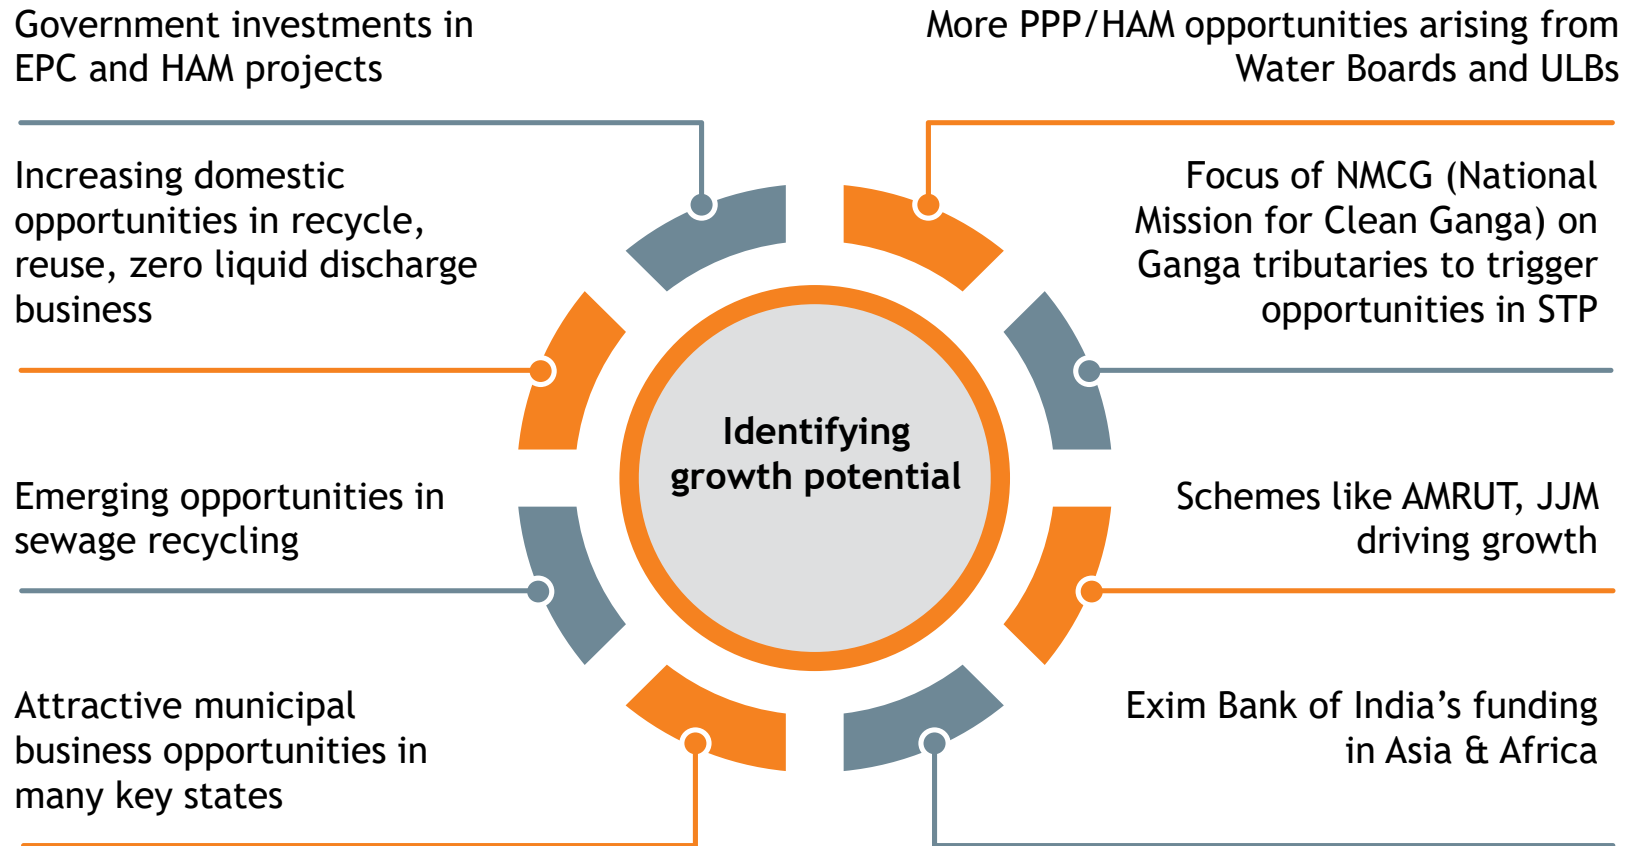 Government investments in
EPC and HAM projects
Increasing domestic
opportunities in recycle,
reuse, zero liquid discharge
business
Emerging opportunities in
sewage recycling
Attractive municipal
business opportunities in
many key states
Identifying
growth potential
More PPP/HAM opportunities arising from
Water Boards and ULBs
Focus of NMCG (National
Mission for Clean Ganga) on
Ganga tributaries to trigger
opportunities in STP
Schemes like AMRUT, JJM
driving growth
Exim Bank of India’s funding
in Asia & Africa